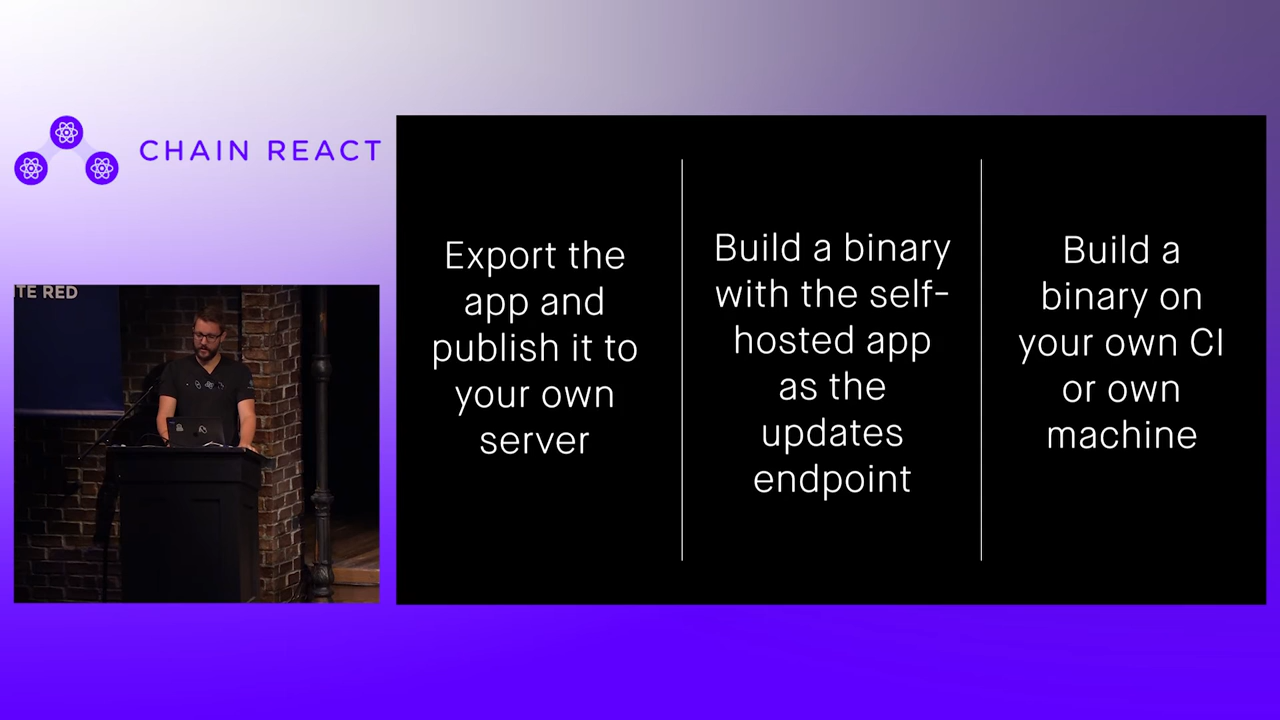 CHAIN REACT
ITE RED
Export the
app and
publish it to
your own
server
Build a binary
with the self-
hosted app
as the
updates
endpoint
Build a
binary on
your own CI
or own
machine